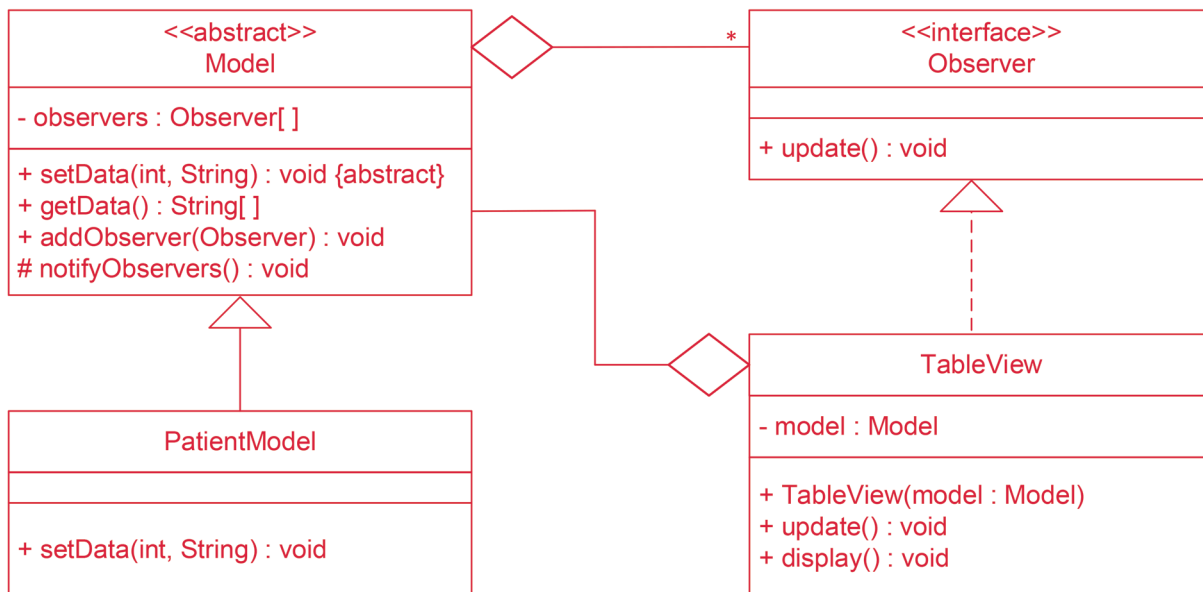 <<abstract>>
Model
- observers : Observer[ ]
+ setData(int, String) : void {abstract}
+ getData() : String[ ]
+ addObserver(Observer) : void
# notifyObservers() : void
*
<<interface>>
Observer
+ update() : void
PatientModel
+ setData(int, String) : void
TableView
- model : Model
+ TableView(model : Model)
+ update() : void
+ display() : void